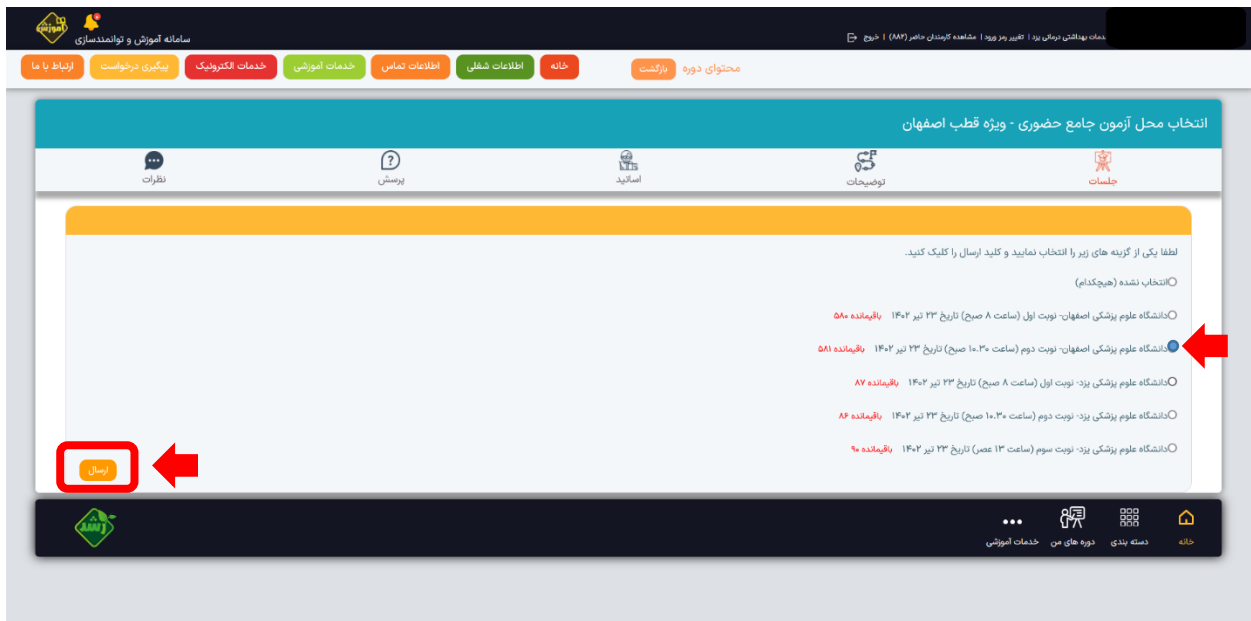 آموزش
سامانه آموزش و توانمندسازی
دمات بهداشتی درمانی یزد | تغییر رمز ورود | مشاهده کارمندان حاضر (۸۸۲) | خروج
محتوای دوره بازگشت
خانه اطلاعات شغلی اطلاعات تماس خدمات آموزشی خدمات الکترونیک پیگیری درخواست ارتباط با ما
انتخاب محل آزمون جامع حضوری - ویژه قطب اصفهان
جلسات توضیحات اساتید پرسش نظرات
لطفا یکی از گزینه های زیر را انتخاب نمایید و کلید ارسال را کلیک کنید.
انتخاب نشده (هیچکدام)
دانشگاه علوم پزشکی اصفهان- نوبت اول (ساعت ۸ صبح) تاریخ ۲۳ تیر ۱۴۰۲ باقیمانده ۵۸۰
دانشگاه علوم پزشکی اصفهان- نوبت دوم (ساعت ۱۰.۳۰ صبح) تاریخ ۲۳ تیر ۱۴۰۲ باقیمانده ۵۸۱
دانشگاه علوم پزشکی یزد- نوبت اول (ساعت ۸ صبح) تاریخ ۲۳ تیر ۱۴۰۲ باقیمانده ۸۷
دانشگاه علوم پزشکی یزد- نوبت دوم (ساعت ۱۰.۳۰ صبح) تاریخ ۲۳ تیر ۱۴۰۲ باقیمانده ۸۶
دانشگاه علوم پزشکی یزد- نوبت سوم (ساعت ۱۳ عصر) تاریخ ۲۳ تیر ۱۴۰۲ باقیمانده ۹۰
ارسال
خانه دسته بندی دوره های من خدمات آموزشی
رشد